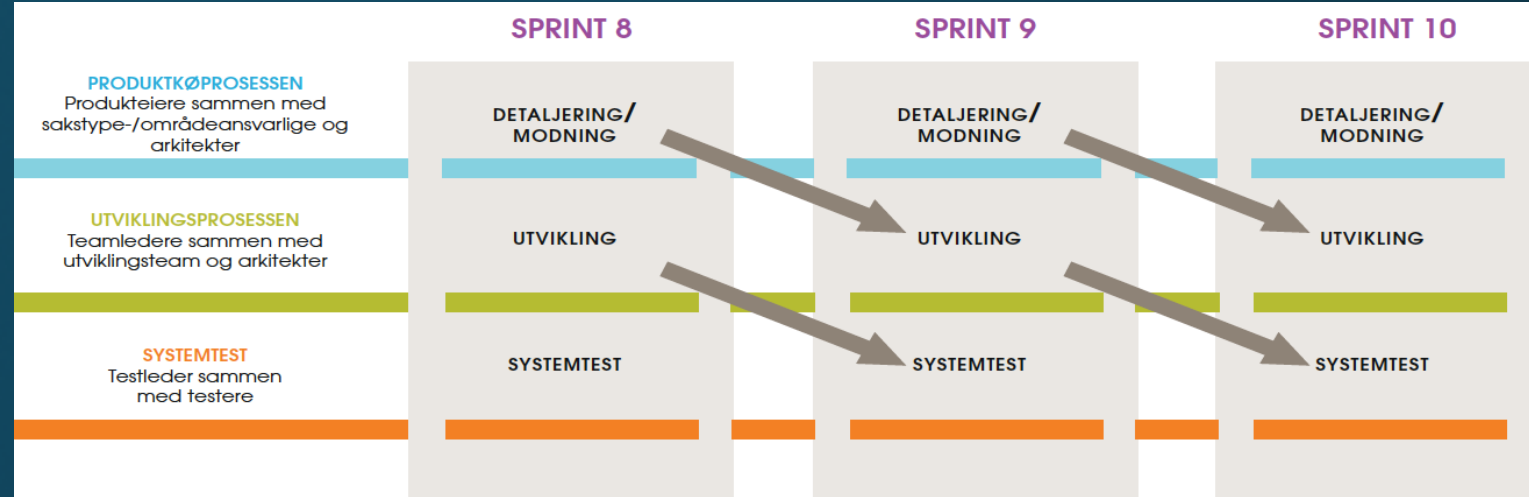 SPRINT 8
SPRINT 9
SPRINT 10
PRODUKTKØPROSESSEN
Produkteiere sammen med
sakstype-/områdeansvarlige og
arkitekter
DETALJERING/
MODNING
DETALJERING/
MODNING
DETALJERING/
MODNING
UTVIKLINGSPROSESSEN
Teamledere sammen med
utviklingsteam og arkitekter
UTVIKLING
UTVIKLING
UTVIKLING
SYSTEMTEST
Testleder sammen
med testere
SYSTEMTEST
SYSTEMTEST
SYSTEMTEST